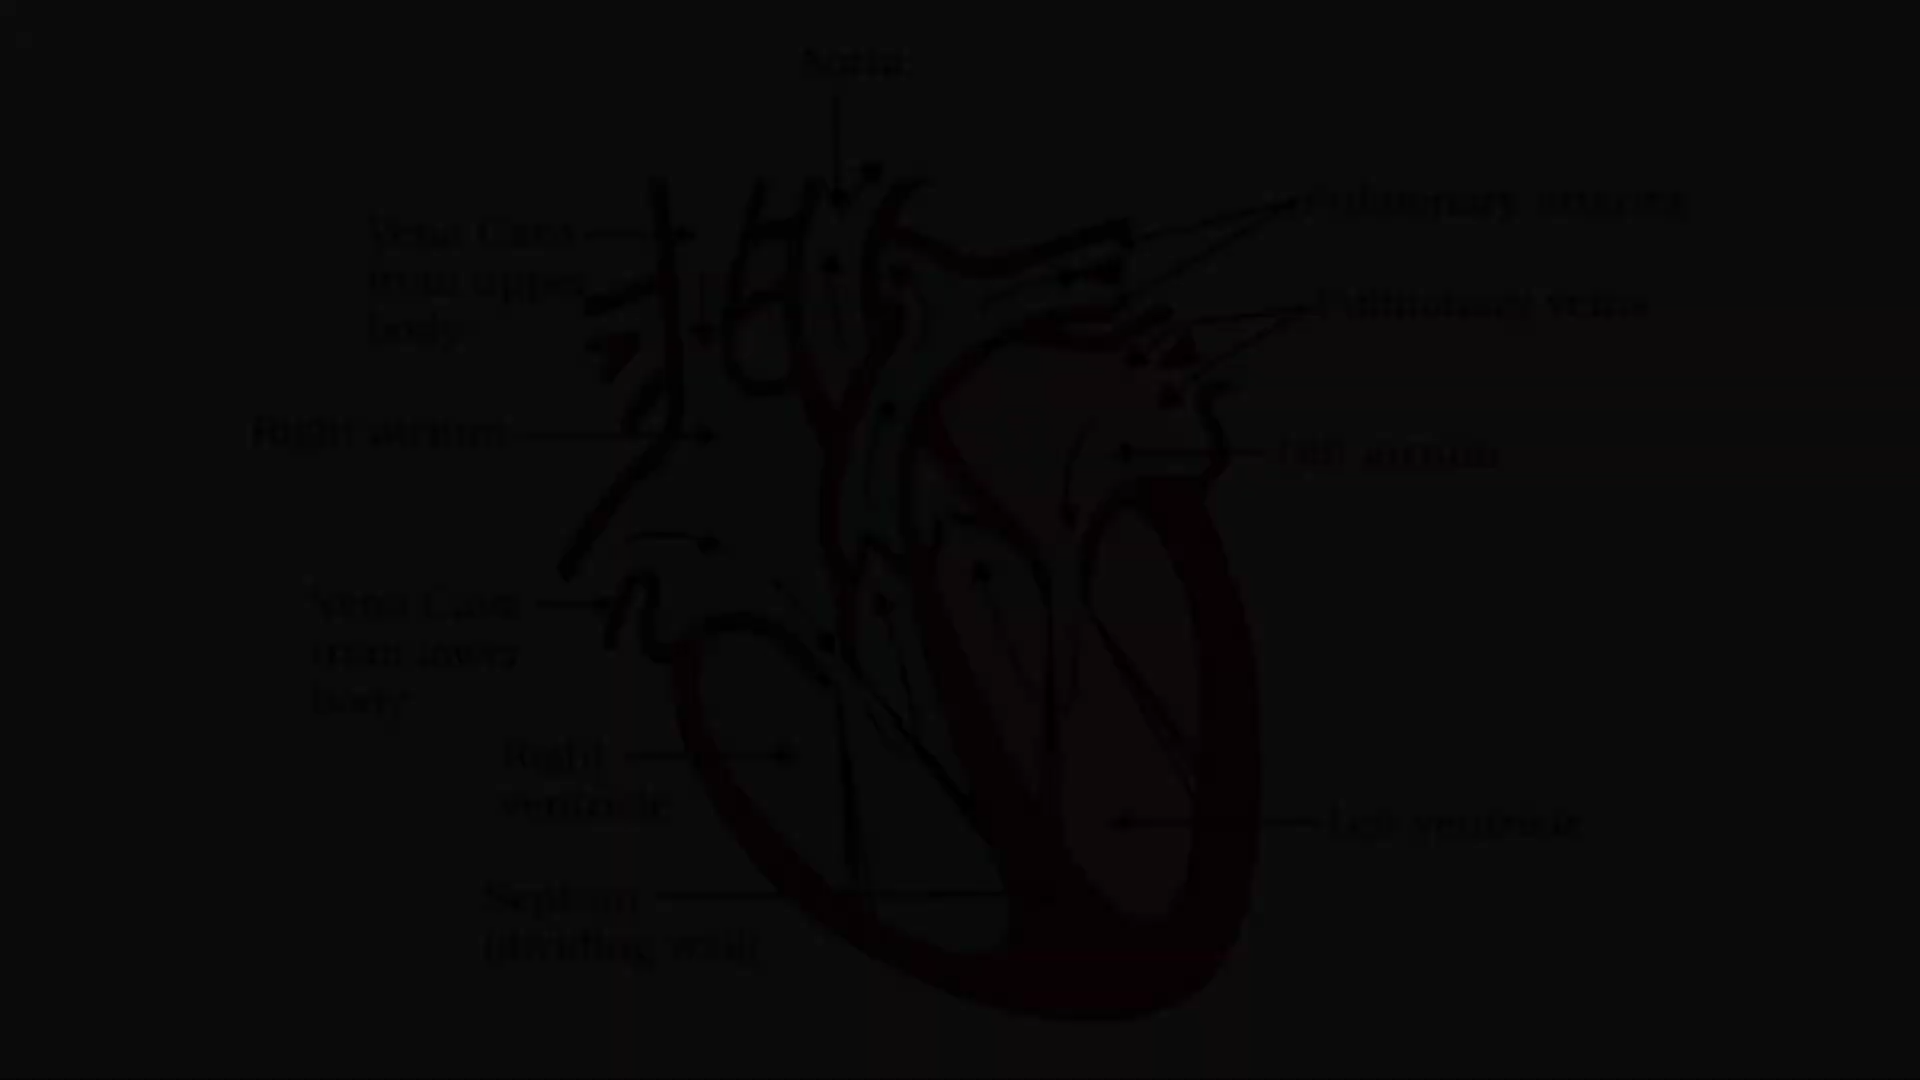 Aorta
Pulmonary arteries
Vena Cava
from upper
body
Pulmonary veins
Right atrium
Left atrium
Vena Cava
from lower
body
Right
ventricle
Left ventricle
Septum
(dividing wall)